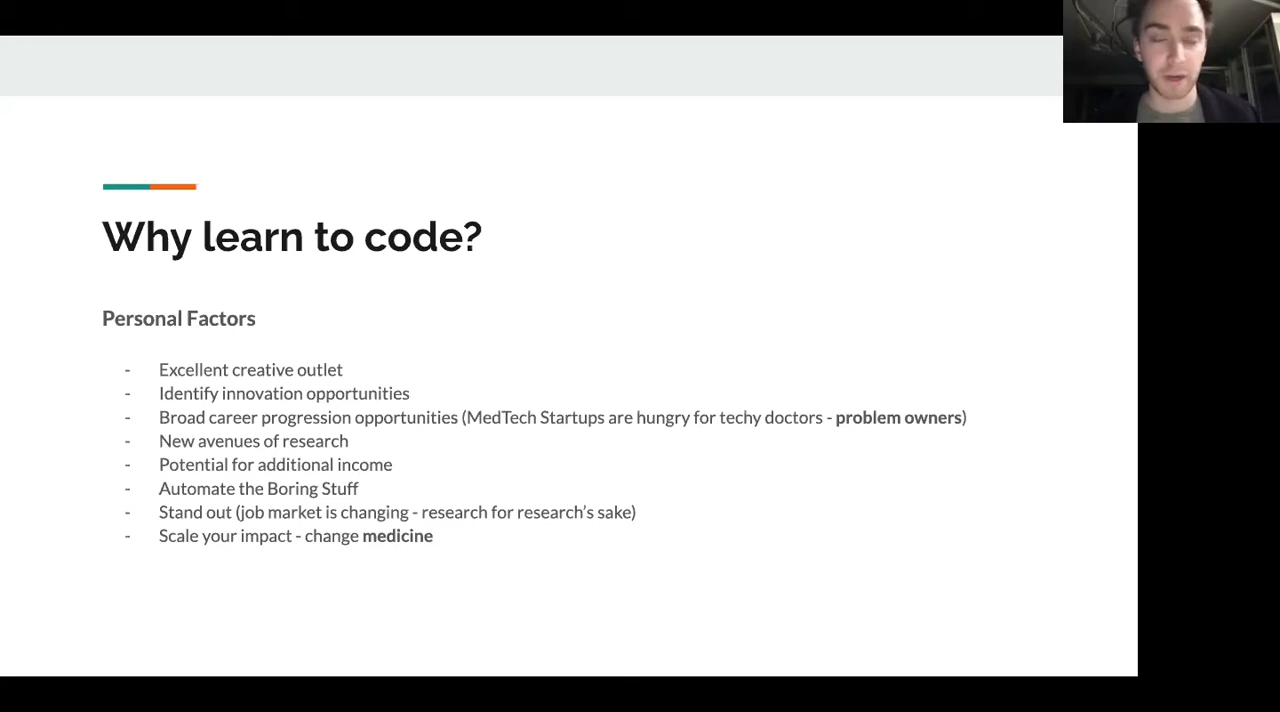 Why learn to code?
Personal Factors
- Excellent creative outlet
- Identify innovation opportunities
- Broad career progression opportunities (MedTech Startups are hungry for techy doctors - problem owners)
- New avenues of research
- Potential for additional income
- Automate the Boring Stuff
- Stand out (job market is changing - research for research’s sake)
- Scale your impact - change medicine